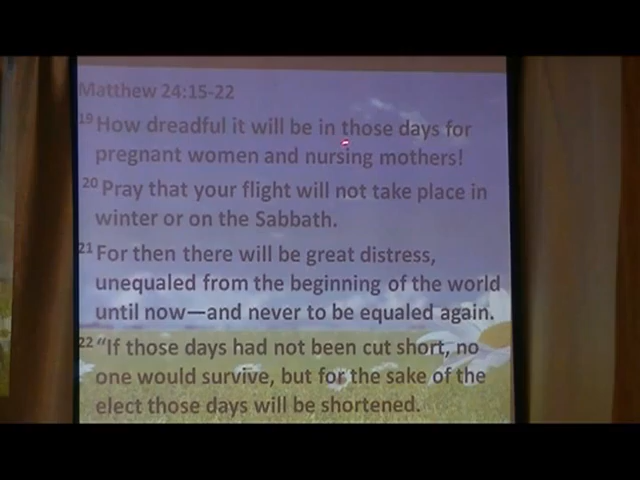 Matthew 24:15-22
19 How dreadful it will be in those days for
pregnant women and nursing mothers!
20 Pray that your flight will not take place in
winter or on the Sabbath.
21 For then there will be great distress,
unequaled from the beginning of the world
until now—and never to be equaled again.
22 “If those days had not been cut short, no
one would survive, but for the sake of the
elect those days will be shortened.